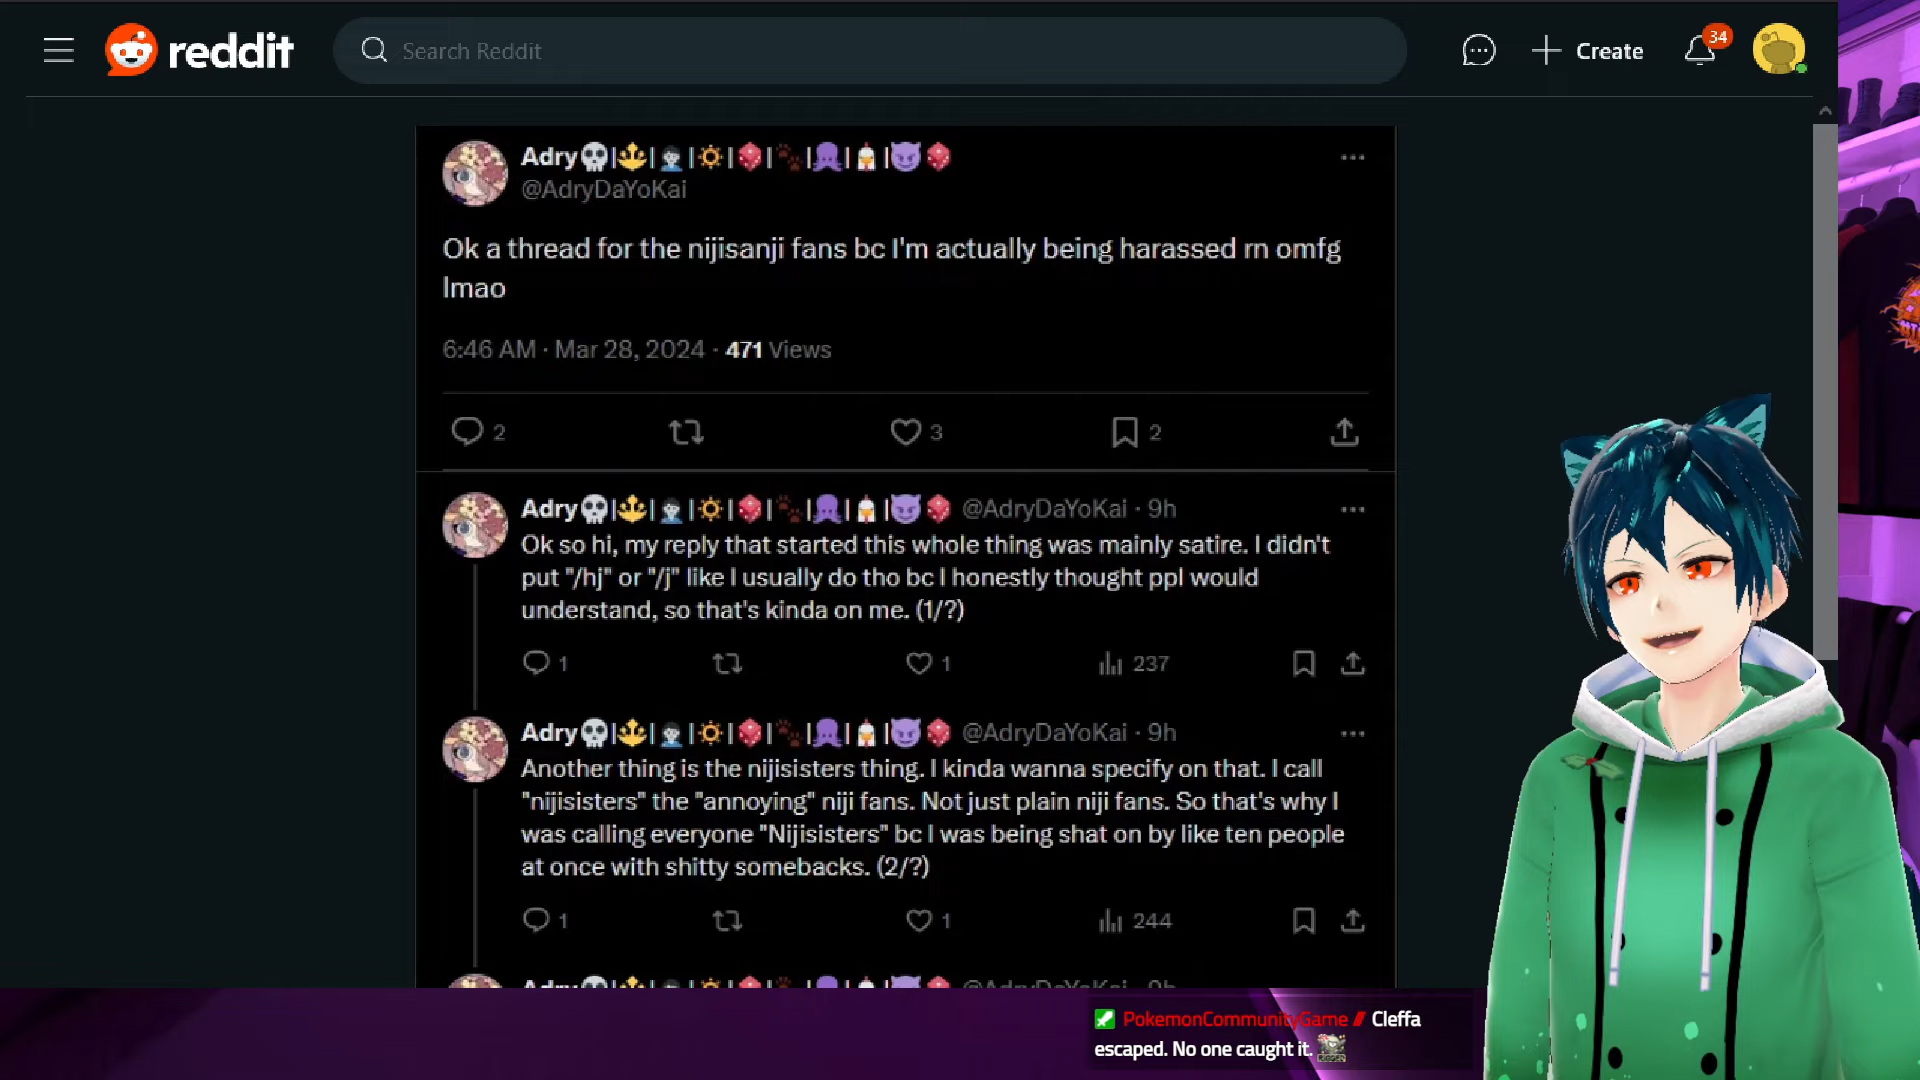 reddit
Search Reddit
Create
34
Adry💀|🔱|🌫|☀|🎲|🐾|🐙|🐔|😈🎲
@AdryDaYoKai
Ok a thread for the nijisanji fans bc I'm actually being harassed rn omfg
lmao
6:46 AM · Mar 28, 2024 · 471 Views
2
3
2
Adry @AdryDaYoKai · 9h
Ok so hi, my reply that started this whole thing was mainly satire. I didn't
put "/hj" or "/j" like I usually do tho bc I honestly thought ppl would
understand, so that's kinda on me. (1/?)
1
1
237
Adry @AdryDaYoKai · 9h
Another thing is the nijisisters thing. I kinda wanna specify on that. I call
"nijisisters" the "annoying" niji fans. Not just plain niji fans. So that's why I
was calling everyone "Nijisisters" bc I was being shat on by like ten people
at once with shitty somebacks. (2/?)
1
1
244
PokemonCommunityGame // Cleffa
escaped. No one caught it.